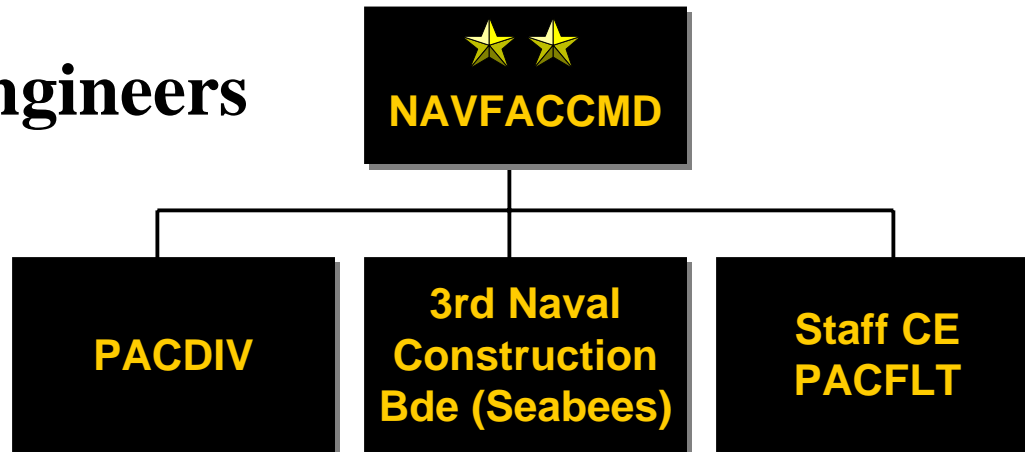 ngineers
NAVFACCMD
PACDIV
3rd Naval
Construction
Bde (Seabees)
Staff CE
PACFLT